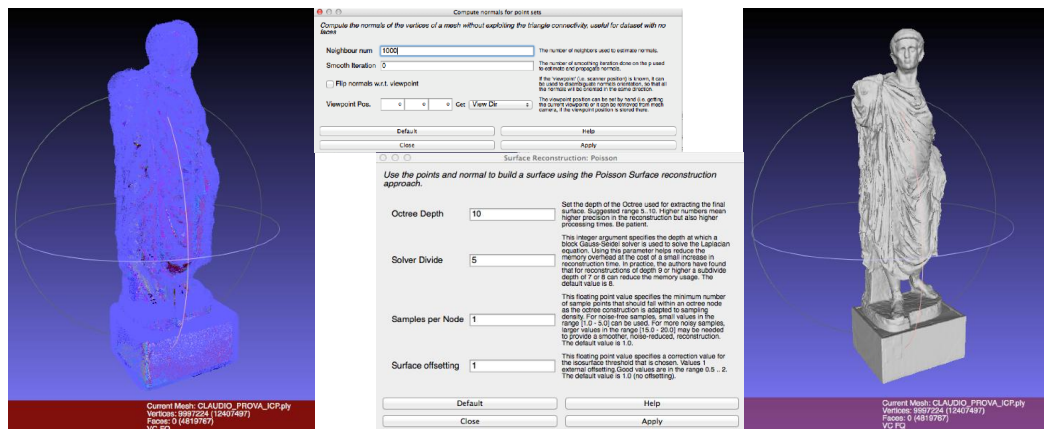 Compute normals for point sets
Compute the normals of the vertices of a mesh without exploiting the triangle connectivity, useful for dataset with no
faces
Neighbour num
1000
The number of neighbors used to estimate normals.
Smooth Iteration
0
The number of smoothing iteration done on the p used
to estimate and propagate normals.
Flip normals w.r.t. viewpoint
If the 'viewpoint' (i.e. scanner position) is known, it can
be used to disambiguate normals orientation, so that all
the normals will be oriented in the same direction.
Viewpoint Pos.
0
0
0
Get
View Dir
The viewpoint position can be set by hand (i.e. getting
the current viewpoint) or it can be retrieved from mesh
camera, if the viewpoint position is stored there.
Default
Help
Close
Apply
Surface Reconstruction: Poisson
Use the points and normal to build a surface using the Poisson Surface reconstruction
approach.
Octree Depth
10
Set the depth of the Octree used for extracting the final
surface. Suggested range 5..10. Higher numbers mean
higher precision in the reconstruction but also higher
processing times. Be patient.
Solver Divide
5
This integer argument specifies the depth at which a
block Gauss-Seidel solver is used to solve the Laplacian
equation. Using this parameter helps reduce the
memory overhead at the cost of a small increase in
reconstruction time. In practice, the authors have found
that for reconstructions of depth 9 or higher a subdivide
depth of 7 or 8 can reduce the memory usage. The
default value is 8.
Samples per Node
1
This floating point value specifies the minimum number
of sample points that should fall within an octree node
as the octree construction is adapted to sampling
density. For noise-free samples, small values in the
range [1.0 - 5.0] can be used. For more noisy samples,
larger values in the range [15.0 - 20.0] may be needed
to provide a smoother, noise-reduced, reconstruction.
The default value is 1.0.
Surface offsetting
1
This floating point value specifies a correction value for
the isosurface threshold that is chosen. Values 1
external offsetting.Good values are in the range 0.5 .. 2.
The default value is 1.0 (no offsetting).
Default
Help
Close
Apply
Current Mesh: CLAUDIO_PROVA_ICP.ply
Vertices: 9997224 (12407497)
Faces: 0 (4819767)
VC FQ
Current Mesh: CLAUDIO_PROVA_ICP.ply
Vertices: 9997224 (12407497)
Faces: 0 (4819767)
VC FQ